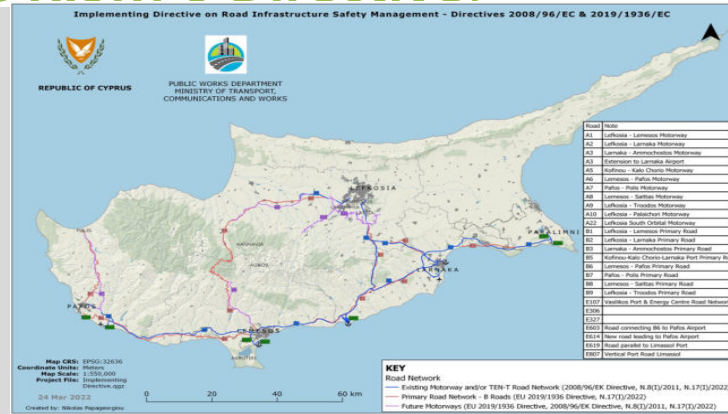 Implementing Directive on Road Infrastructure Safety Management - Directives 2008/96/EC & 2019/1936/EC
REPUBLIC OF CYPRUS
PUBLIC WORKS DEPARTMENT
MINISTRY OF TRANSPORT,
COMMUNICATIONS AND WORKS
Road Note
A1 Lefkosia - Lemesos Motorway
A2 Lefkosia - Larnaka Motorway
A3 Larnaka - Ammochostos Motorway
A3 Extension to Larnaka Airport
A5 Kofinou - Kalo Chorio Motorway
A6 Lemesos - Pafos Motorway
A7 Pafos - Polis Motorway
A8 Lemesos - Saittas Motorway
A9 Lefkosia - Troodos Motorway
A10 Lefkosia - Palaichori Motorway
A22 Lefkosia South Orbital Motorway
B1 Lefkosia - Lemesos Primary Road
B2 Lefkosia - Larnaka Primary Road
B3 Larnaka - Ammochostos Primary Road
B5 Kofinou-Kalo Chorio-Larnaka Port Primary Ro
B6 Lemesos - Pafos Primary Road
B7 Pafos - Polis Primary Road
B8 Lemesos - Saittas Primary Road
B9 Lefkosia - Troodos Primary Road
E107 Vasilikos Port & Energy Centre Road Networ
E306
E327
E603 Road connecting B6 to Pafos Airport
E614 New road leading to Pafos Airport
E619 Road parallel to Limassol Port
E807 Vertical Port Road Limassol
LEFKOSIA
PARALIMNI
LARNAKA
POLIS
PAFOS
LEMESOS
Map CRS: EPSG:32636
Coordinate Units: Meters
Map Scale: 1:550,000
Project File: Implementing
Directive.qgz
24 Mar 2022
Created by: Nikolas Papageorgiou
0 20 40 60 km
KEY
Road Network
Existing Motorway and/or TEN-T Road Network (2008/96/EK Directive, N.8(I)/2011, N.17(I)/2022)
Primary Road Network - B Roads (EU 2019/1936 Directive, N.17(I)/2022)
Future Motorways (EU 2019/1936 Directive, 2008/96/EK Directive, N.8(I)/2011, N.17(I)/2022)